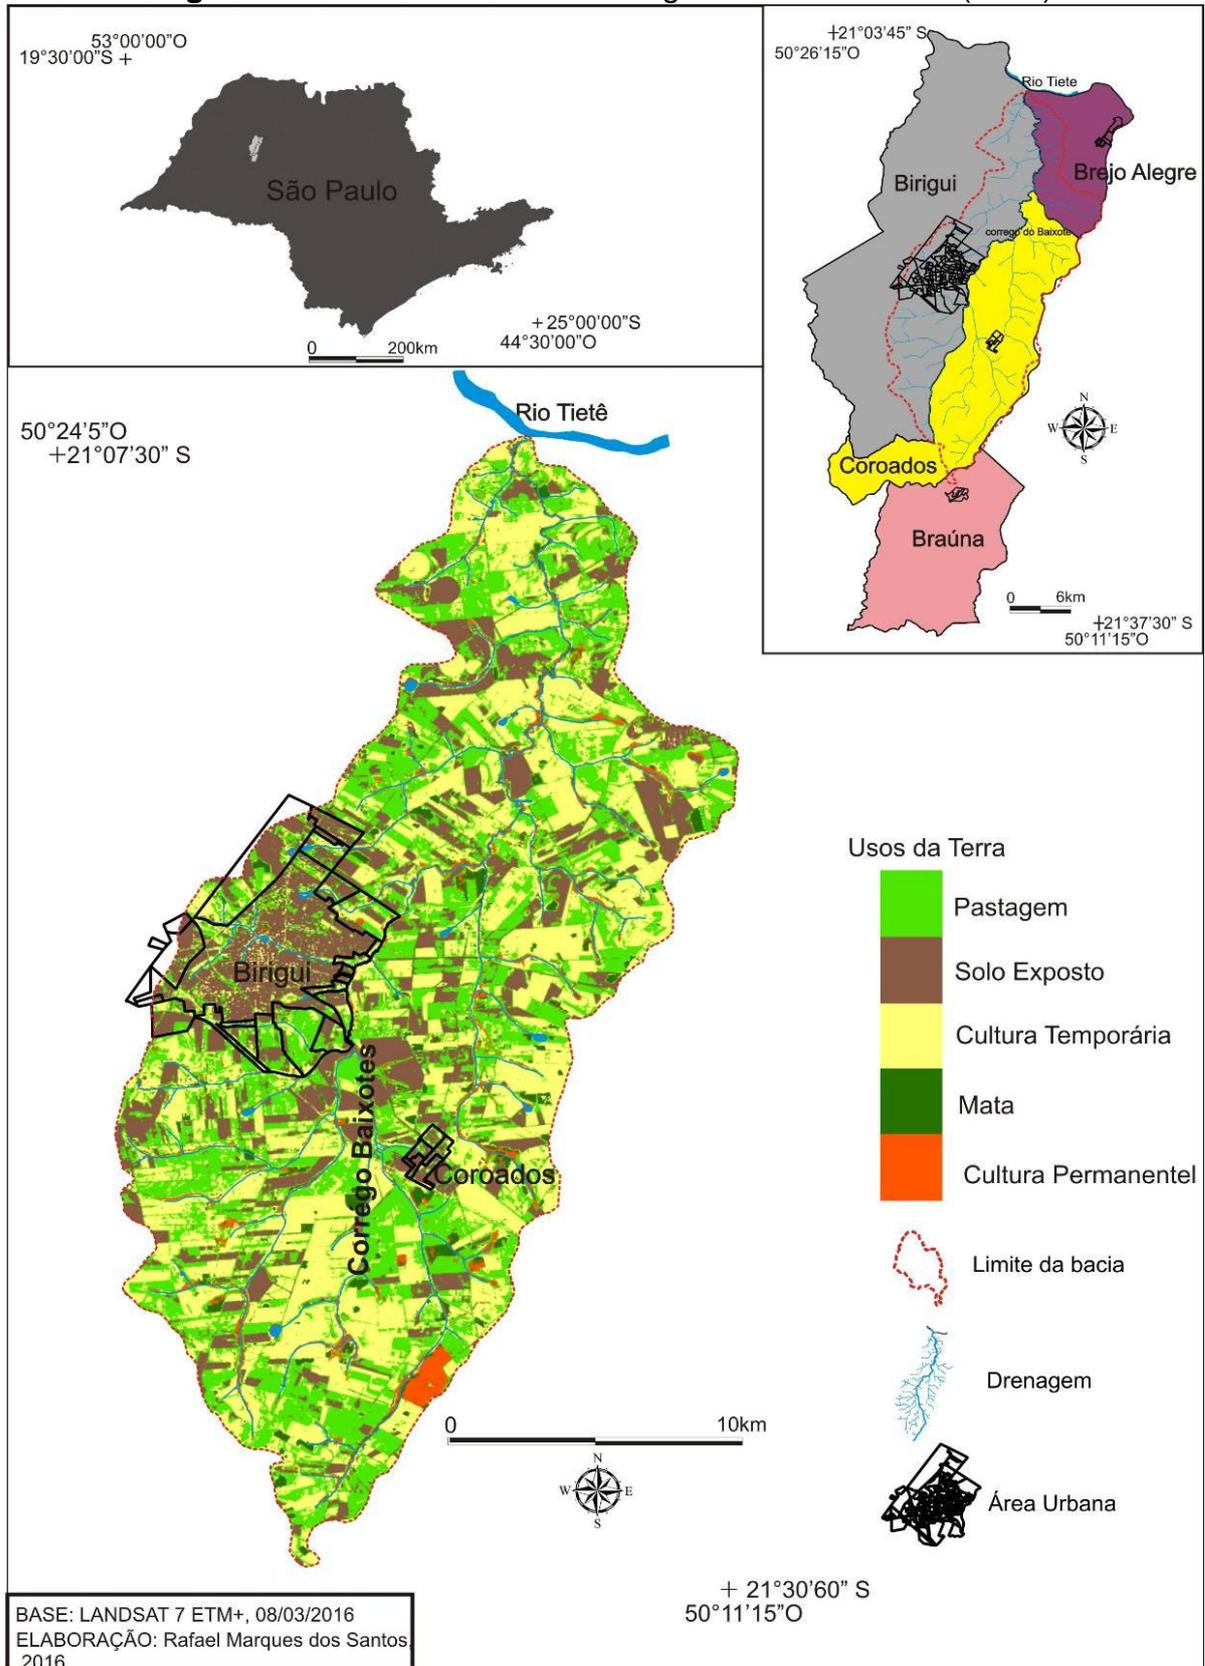 53°00'00"O
19°30'00"S +
São Paulo
+ 25°00'00"S
44°30'00"O
0 200km
+21°03'45" S
50°26'15"O
Rio Tiete
Birigui
Brejo Alegre
corrego do Baixote
Coroados
Braúna
N
W E
S
0 6km
+21°37'30" S
50°11'15"O
Rio Tietê
50°24'5"O
+21°07'30" S
Birigui
Corrego Baixotes
Coroados
0 10km
N
W E
S
+ 21°30'60" S
50°11'15"O
Usos da Terra
Pastagem
Solo Exposto
Cultura Temporária
Mata
Cultura Permanentel
Limite da bacia
Drenagem
Área Urbana
BASE: LANDSAT 7 ETM+, 08/03/2016
ELABORAÇÃO: Rafael Marques dos Santos,
2016